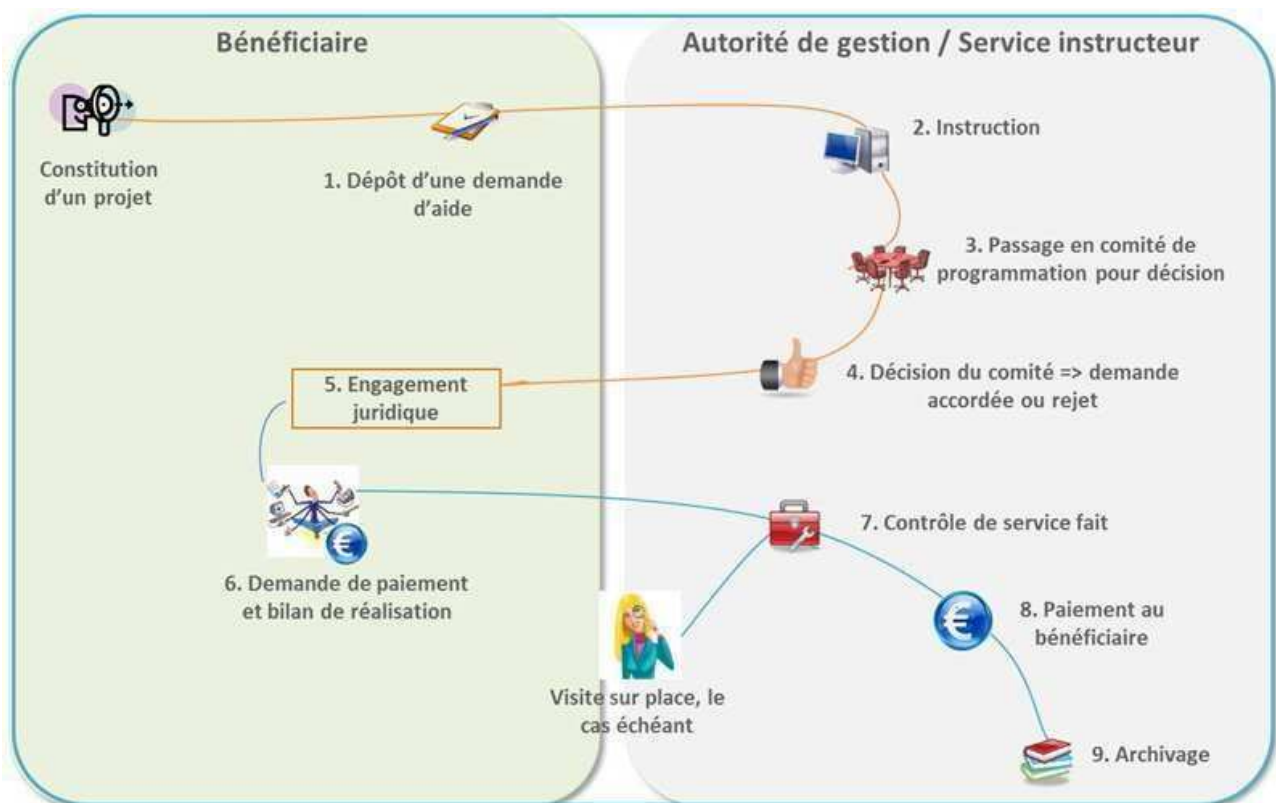 Bénéficiaire
Autorité de gestion / Service instructeur
Constitution
d'un projet
1. Dépôt d'une demande
d'aide
2. Instruction
3. Passage en comité de
programmation pour décision
4. Décision du comité => demande
accordée ou rejet
5. Engagement
juridique
6. Demande de paiement
et bilan de réalisation
7. Contrôle de service fait
Visite sur place, le
cas échéant
8. Paiement au
bénéficiaire
9. Archivage